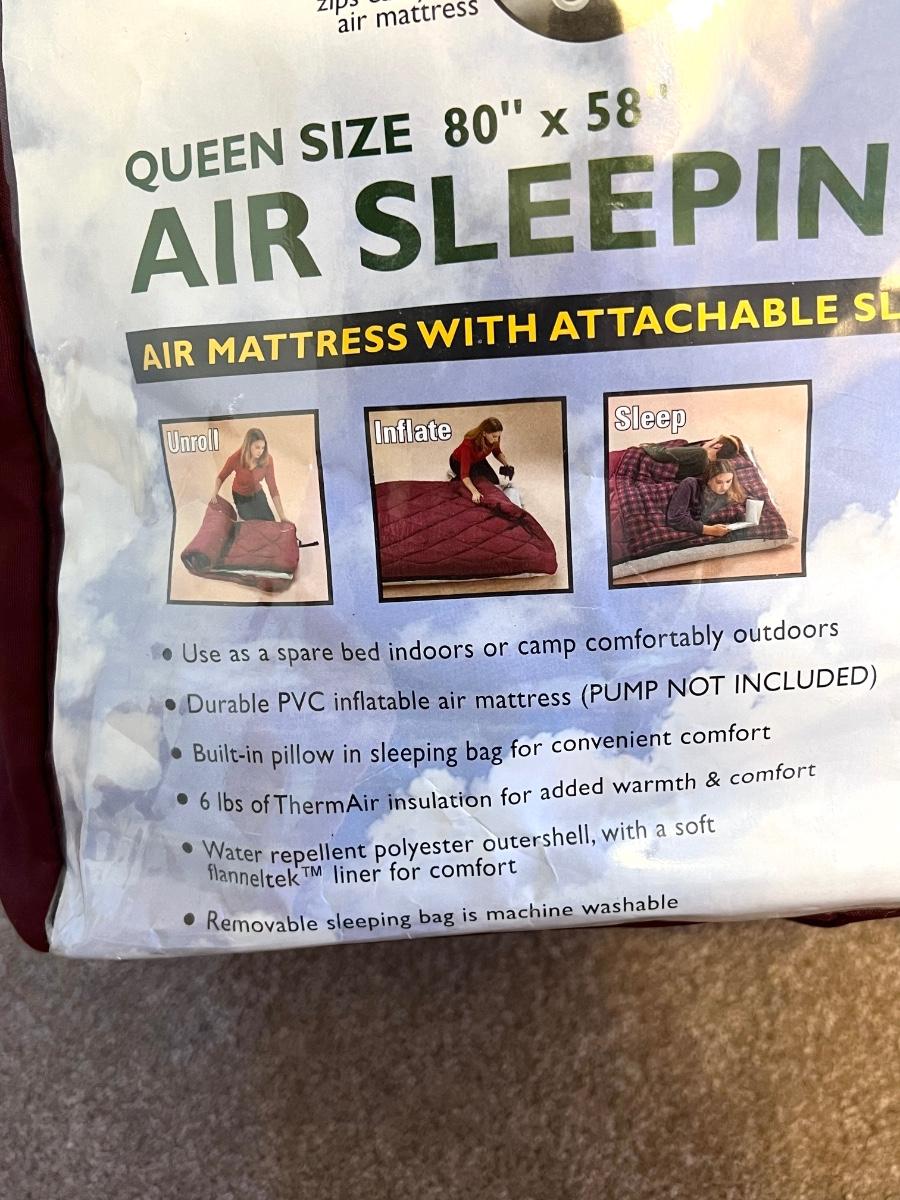 air mattress
QUEEN SIZE 80" x 58"
AIR SLEEPIN
AIR MATTRESS WITH ATTACHABLE SL
Unroll
Inflate
Sleep
• Use as a spare bed indoors or camp comfortably outdoors
• Durable PVC inflatable air mattress (PUMP NOT INCLUDED)
• Built-in pillow in sleeping bag for convenient comfort
• 6 lbs of ThermAir insulation for added warmth & comfort
• Water repellent polyester outershell, with a soft
flanneltek™ liner for comfort
• Removable sleeping bag is machine washable